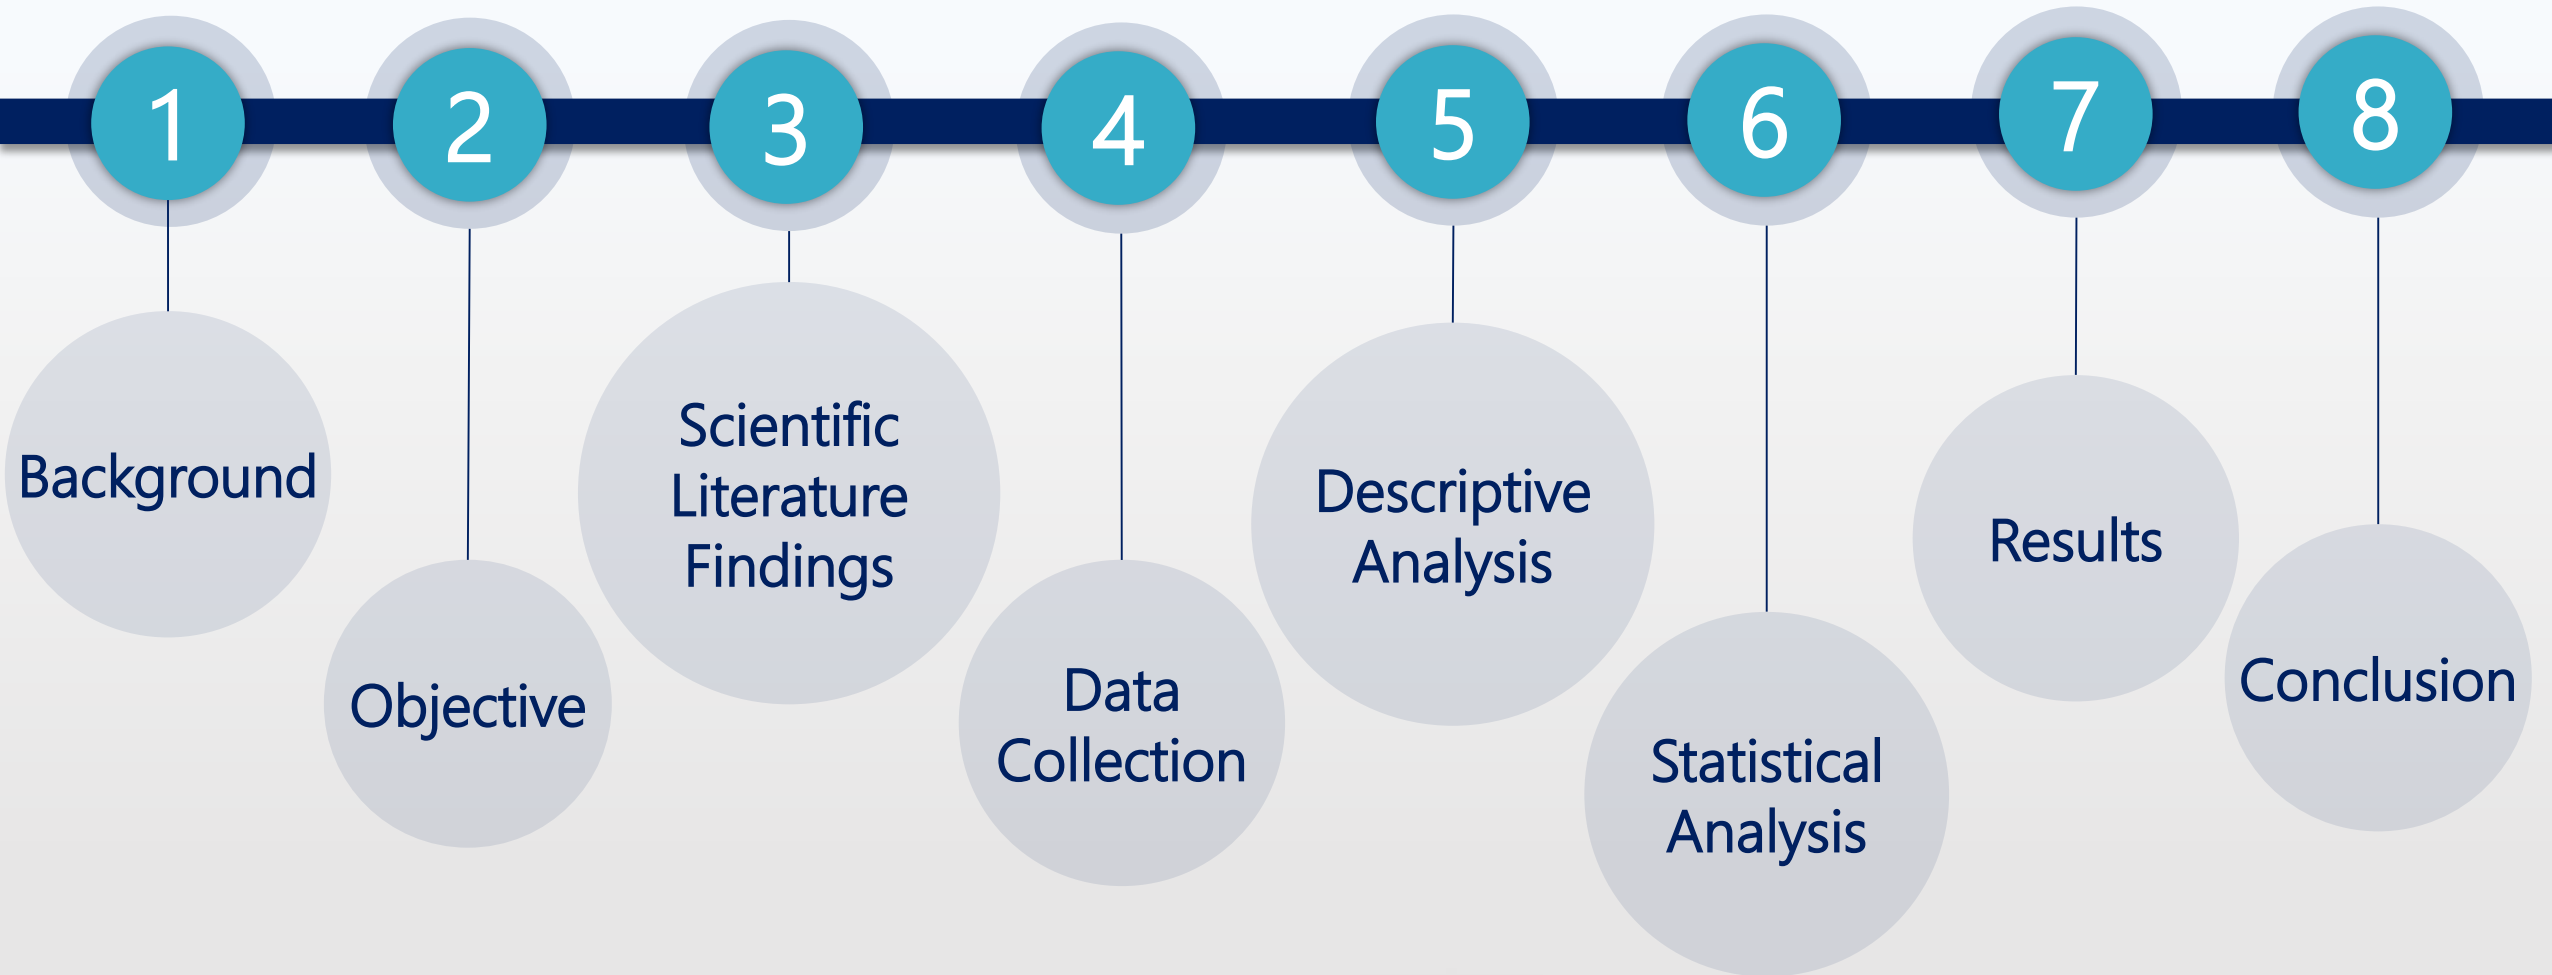 1
2
3
4
5
6
7
8
Background
Objective
Scientific
Literature
Findings
Data
Collection
Descriptive
Analysis
Statistical
Analysis
Results
Conclusion